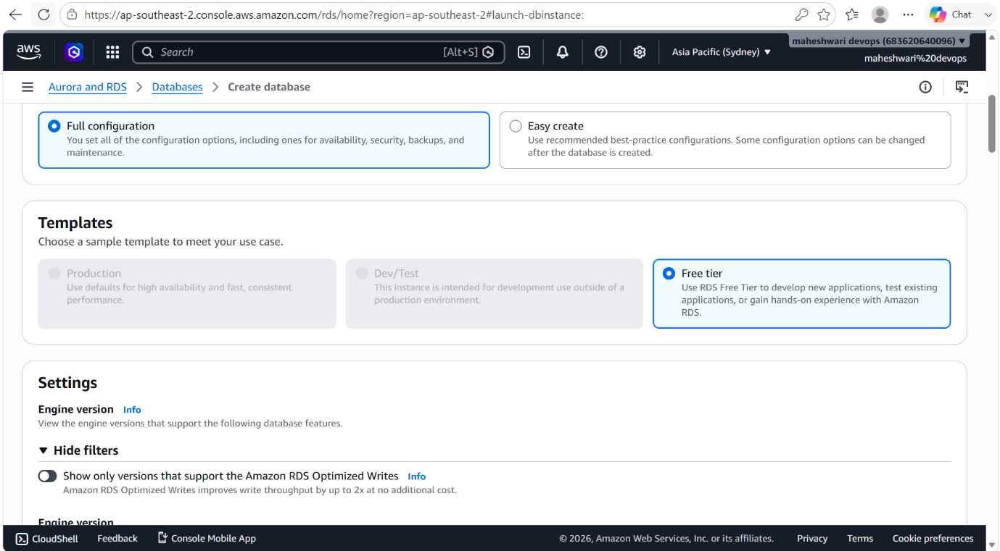 https://ap-southeast-2.console.aws.amazon.com/rds/home?region=ap-southeast-2#launch-dbinstance:
Chat
aws
Search
[Alt+S]
Asia Pacific (Sydney)
maheshwari devops (683620640096)
maheshwari%20devops
Aurora and RDS
Databases
Create database
Full configuration
You set all of the configuration options, including ones for availability, security, backups, and
maintenance.
Easy create
Use recommended best-practice configurations. Some configuration options can be changed
after the database is created.
Templates
Choose a sample template to meet your use case.
Production
Use defaults for high availability and fast, consistent
performance.
Dev/Test
This instance is intended for development use outside of a
production environment.
Free tier
Use RDS Free Tier to develop new applications, test existing
applications, or gain hands-on experience with Amazon
RDS.
Settings
Engine version Info
View the engine versions that support the following database features.
Hide filters
Show only versions that support the Amazon RDS Optimized Writes Info
Amazon RDS Optimized Writes improves write throughput by up to 2x at no additional cost.
Engine version
CloudShell
Feedback
Console Mobile App
© 2026, Amazon Web Services, Inc. or its affiliates.
Privacy
Terms
Cookie preferences